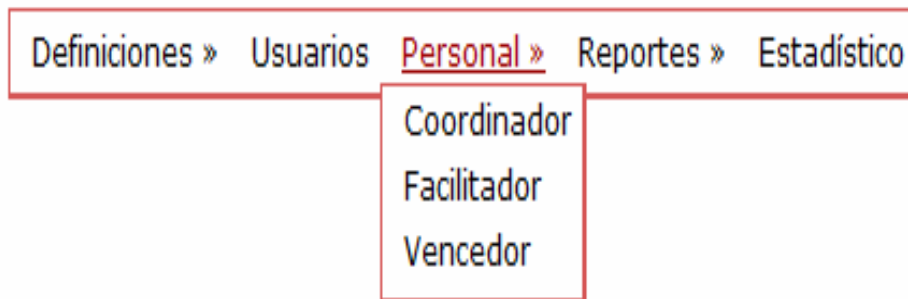 Definiciones » Usuarios Personal » Reportes » Estadístico
Coordinador
Facilitador
Vencedor